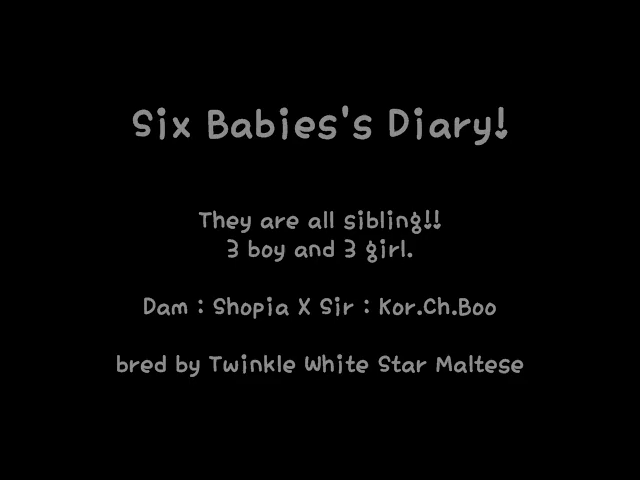 Six Babies's Diary!
They are all sibling!!
3 boy and 3 girl.
Dam : Shopia X Sir : Kor.Ch.Boo
bred by Twinkle White Star Maltese